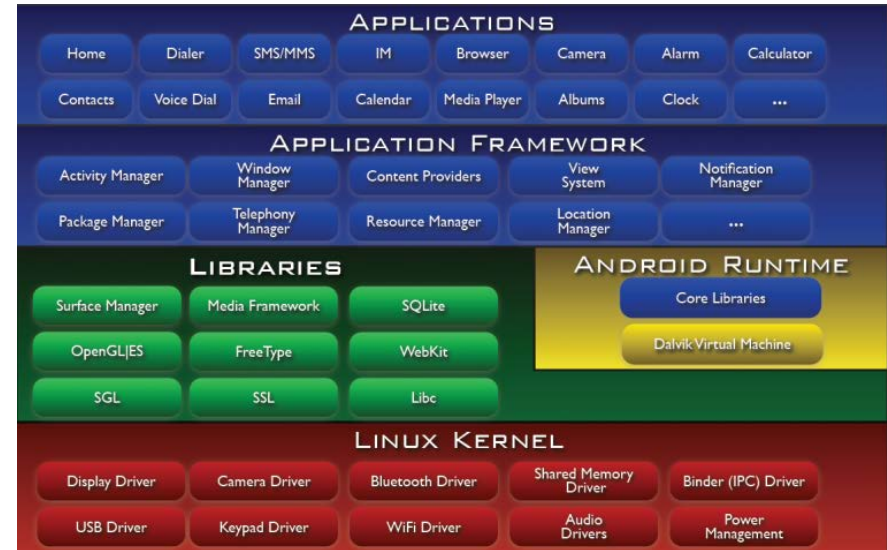 APPLICATIONS
Home Dialer SMS/MMS IM Browser Camera Alarm Calculator
Contacts Voice Dial Email Calendar Media Player Albums Clock ...
APPLICATION FRAMEWORK
Activity Manager Window Manager Content Providers View System Notification Manager
Package Manager Telephony Manager Resource Manager Location Manager ...
LIBRARIES
Surface Manager Media Framework SQLite
OpenGL|ES FreeType WebKit
SGL SSL Libc
ANDROID RUNTIME
Core Libraries
Dalvik Virtual Machine
LINUX KERNEL
Display Driver Camera Driver Bluetooth Driver Shared Memory Driver Binder (IPC) Driver
USB Driver Keypad Driver WiFi Driver Audio Drivers Power Management